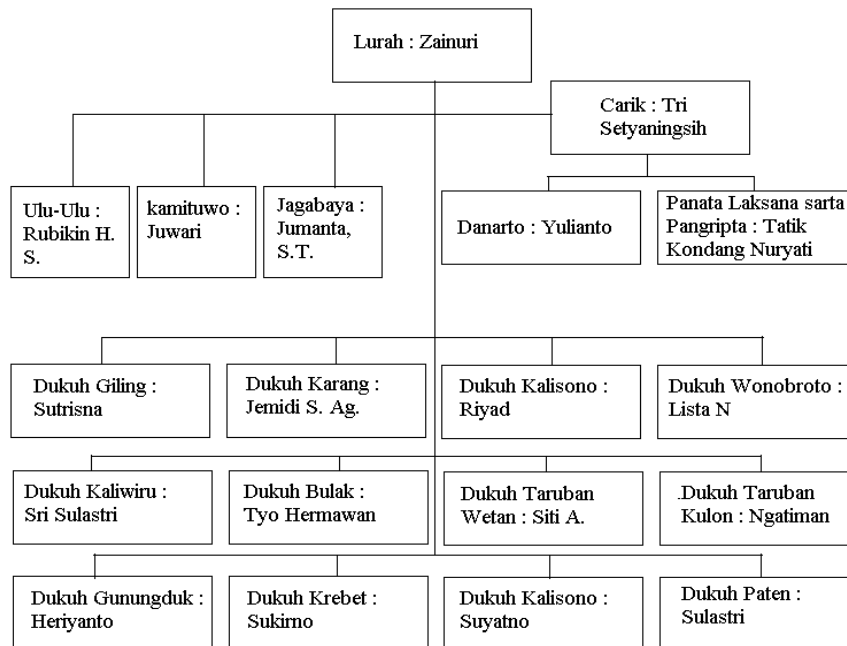 Lurah : Zainuri
Carik : Tri
Setyaningsih
Ulu-Ulu :
Rubikin H.
S.
kamituwo :
Juwari
Jagabaya :
Jumanta,
S.T.
Danarto : Yulianto
Panata Laksana sarta
Pangripta : Tatik
Kondang Nuryati
Dukuh Giling :
Sutrisna
Dukuh Karang :
Jemidi S. Ag.
Dukuh Kalisono :
Riyad
Dukuh Wonobroto :
Lista N
Dukuh Kaliwiru :
Sri Sulastri
Dukuh Bulak :
Tyo Hermawan
Dukuh Taruban
Wetan : Siti A.
.Dukuh Taruban
Kulon : Ngatiman
Dukuh Gunungduk :
Heriyanto
Dukuh Krebet :
Sukirno
Dukuh Kalisono :
Suyatno
Dukuh Paten :
Sulastri